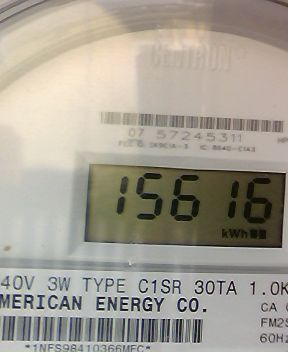 CENTRON
07 57245311
15616
kWh
40V 3W TYPE C1SR 30TA 1.0K
MERICAN ENERGY CO.
CA
FM2S
60Hz
*1NFS98410366MFC*